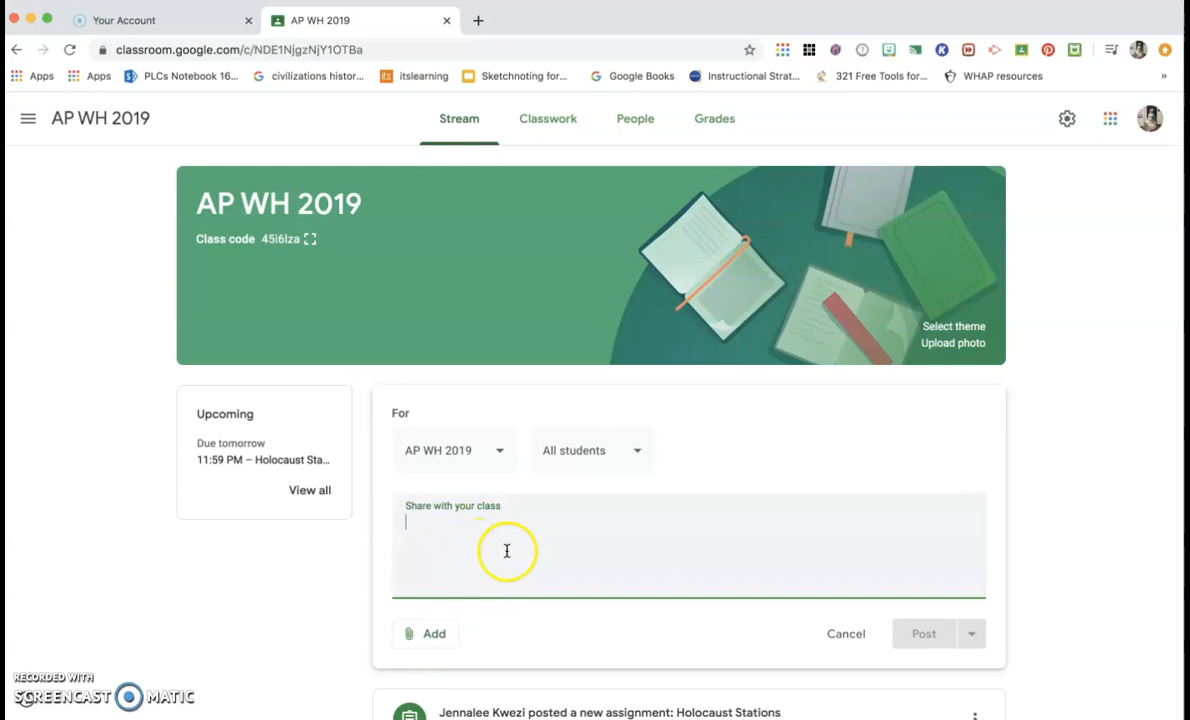 Your Account
AP WH 2019
classroom.google.com/c/NDE1NjgzNjY1OTBa
Apps
Apps
PLCs Notebook 16...
civilizations histor...
itslearning
Sketchnoting for...
Google Books
Instructional Strat...
321 Free Tools for...
WHAP resources
»
AP WH 2019
Stream
Classwork
People
Grades
AP WH 2019
Class code 45i6lza
Select theme
Upload photo
Upcoming
Due tomorrow
11:59 PM – Holocaust Sta...
View all
For
AP WH 2019
All students
Share with your class
Add
Cancel
Post
RECORDED WITH
SCREENCAST MATIC
Jennalee Kwezi posted a new assignment: Holocaust Stations